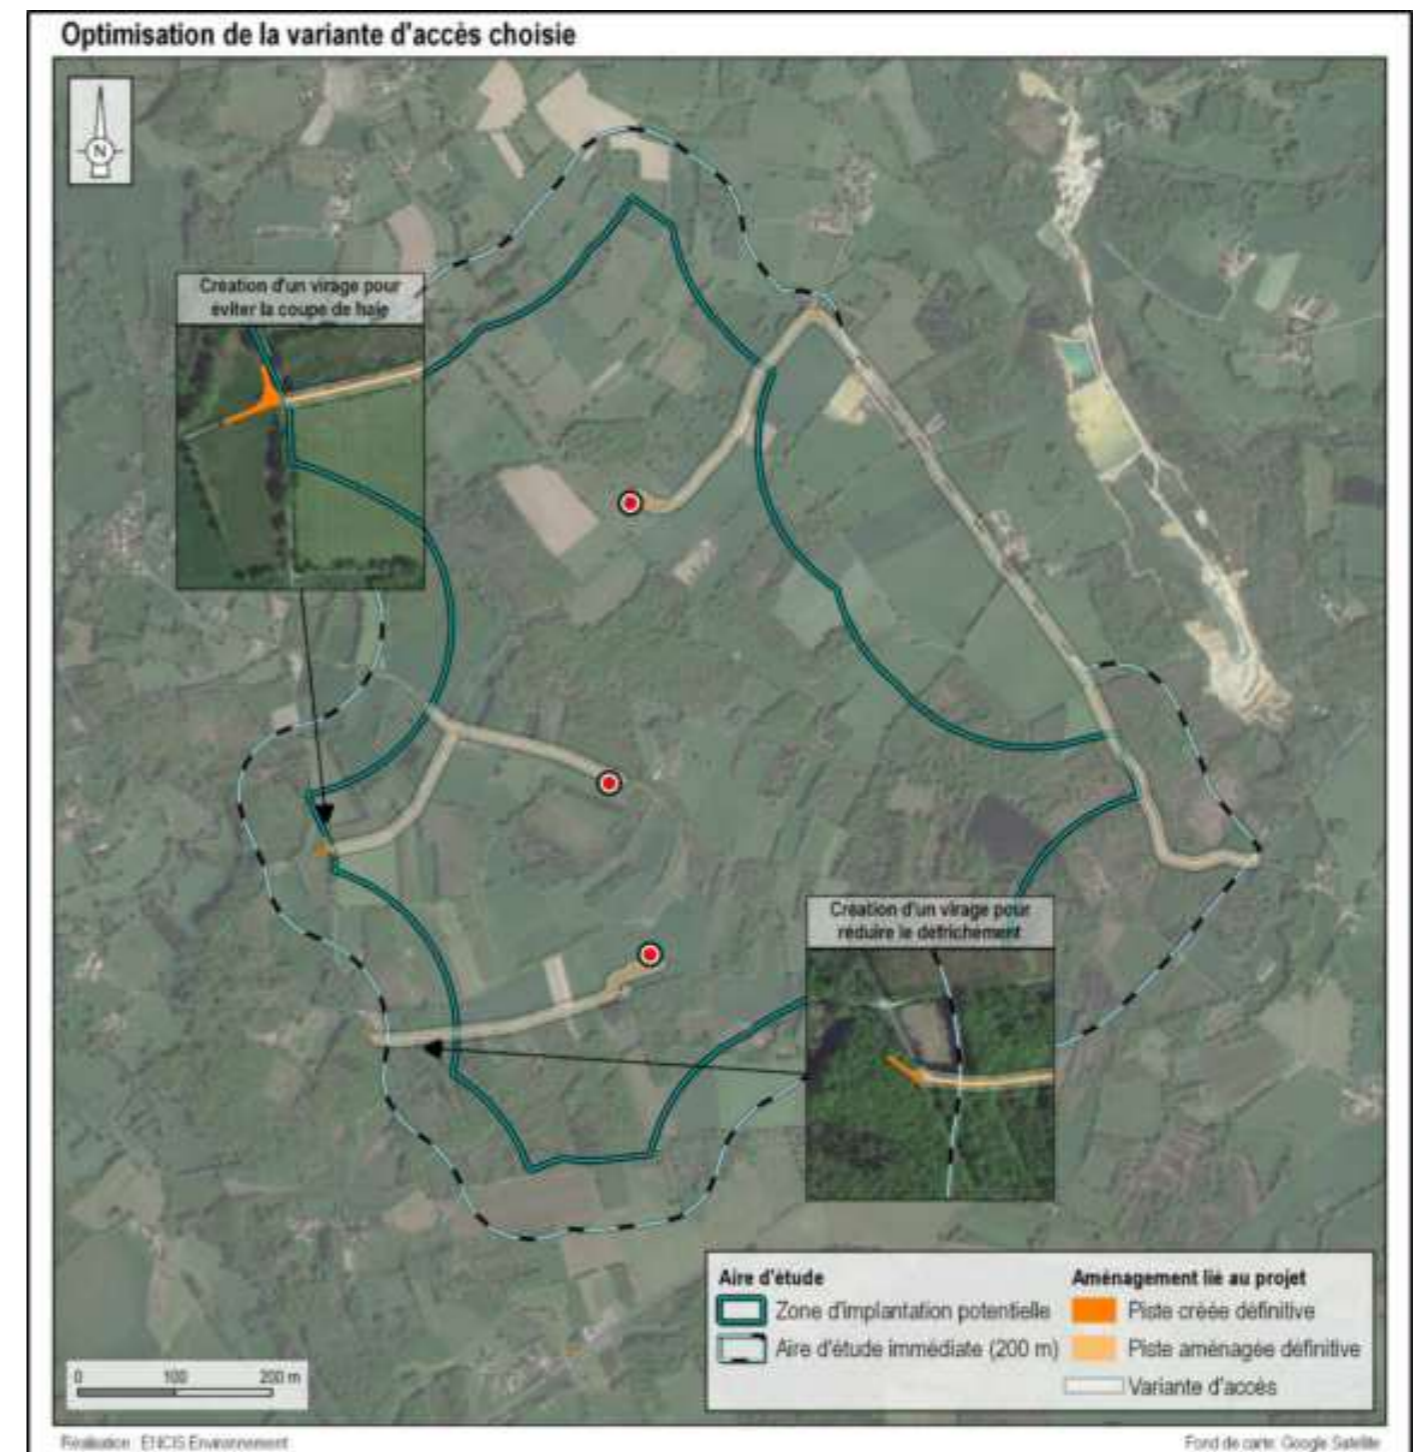 Optimisation de la variante d'accès choisie
N
Création d'un virage pour
éviter la coupe de haie
Création d'un virage pour
réduire le défrichement
Aire d'étude
Zone d'implantation potentielle
Aire d'étude immédiate (200 m)
Aménagement lié au projet
Piste créée définitive
Piste aménagée définitive
Variante d'accès
0 100 200 m
Réalisation : ENCIS Environnement
Fond de carte: Google Satellite